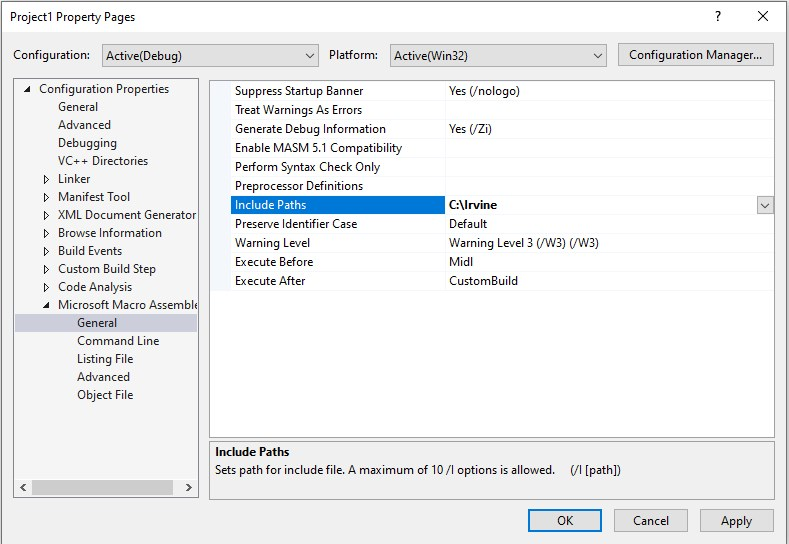 Project1 Property Pages
?
Configuration: Active(Debug) Platform: Active(Win32) Configuration Manager...
Configuration Properties
General
Advanced
Debugging
VC++ Directories
Linker
Manifest Tool
XML Document Generator
Browse Information
Build Events
Custom Build Step
Code Analysis
Microsoft Macro Assemble
General
Command Line
Listing File
Advanced
Object File
Suppress Startup Banner Yes (/nologo)
Treat Warnings As Errors
Generate Debug Information Yes (/Zi)
Enable MASM 5.1 Compatibility
Perform Syntax Check Only
Preprocessor Definitions
Include Paths C:\Irvine
Preserve Identifier Case Default
Warning Level Warning Level 3 (/W3) (/W3)
Execute Before Midl
Execute After CustomBuild
Include Paths
Sets path for include file. A maximum of 10 /I options is allowed. (/I [path])
OK Cancel Apply